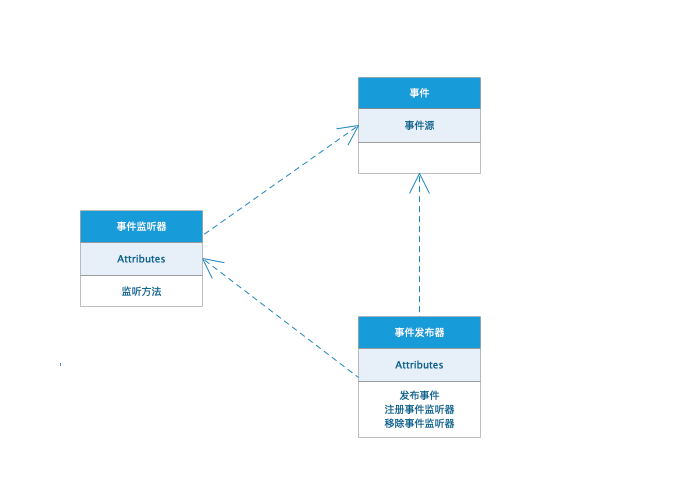 事件
事件源
事件监听器
Attributes
监听方法
事件发布器
Attributes
发布事件
注册事件监听器
移除事件监听器